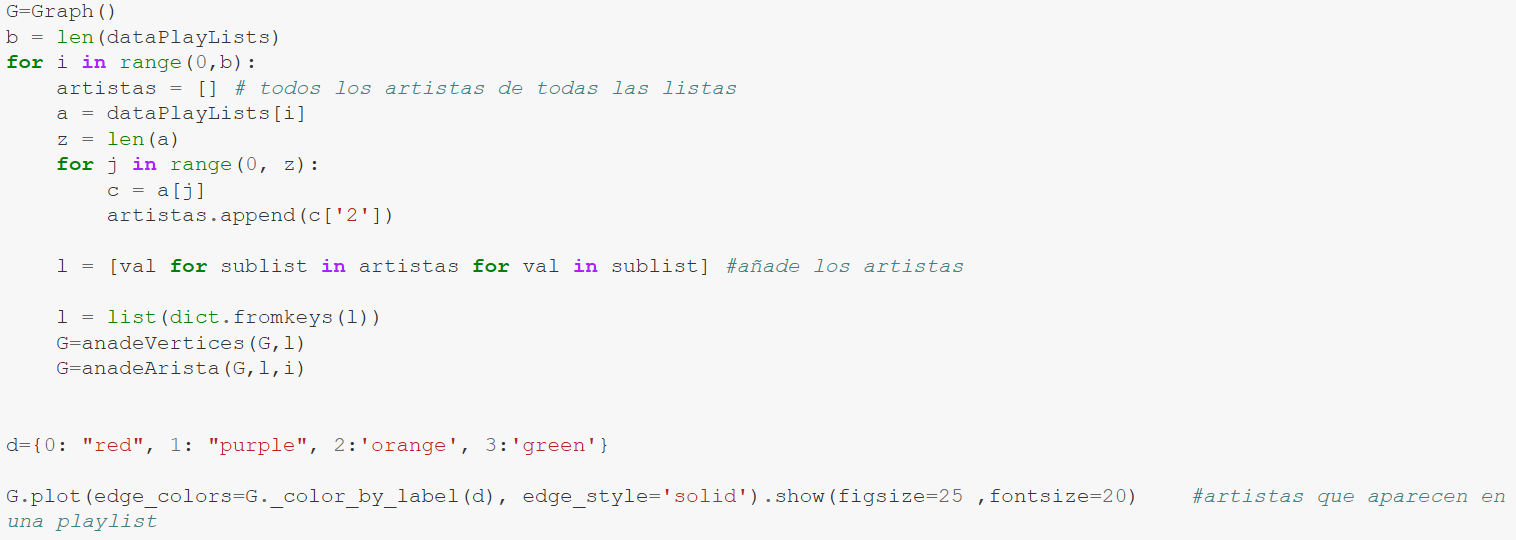 G=Graph()
b = len(dataPlayLists)
for i in range(0,b):
    artistas = [] # todos los artistas de todas las listas
    a = dataPlayLists[i]
    z = len(a)
    for j in range(0, z):
        c = a[j]
        artistas.append(c['2'])
    l = [val for sublist in artistas for val in sublist] #añade los artistas
    l = list(dict.fromkeys(l))
    G=anadeVertices(G,l)
    G=anadeArista(G,l,i)
d={0: "red", 1: "purple", 2:'orange', 3:'green'}
G.plot(edge_colors=G._color_by_label(d), edge_style='solid').show(figsize=25 ,fontsize=20)    #artistas que aparecen en
una playlist